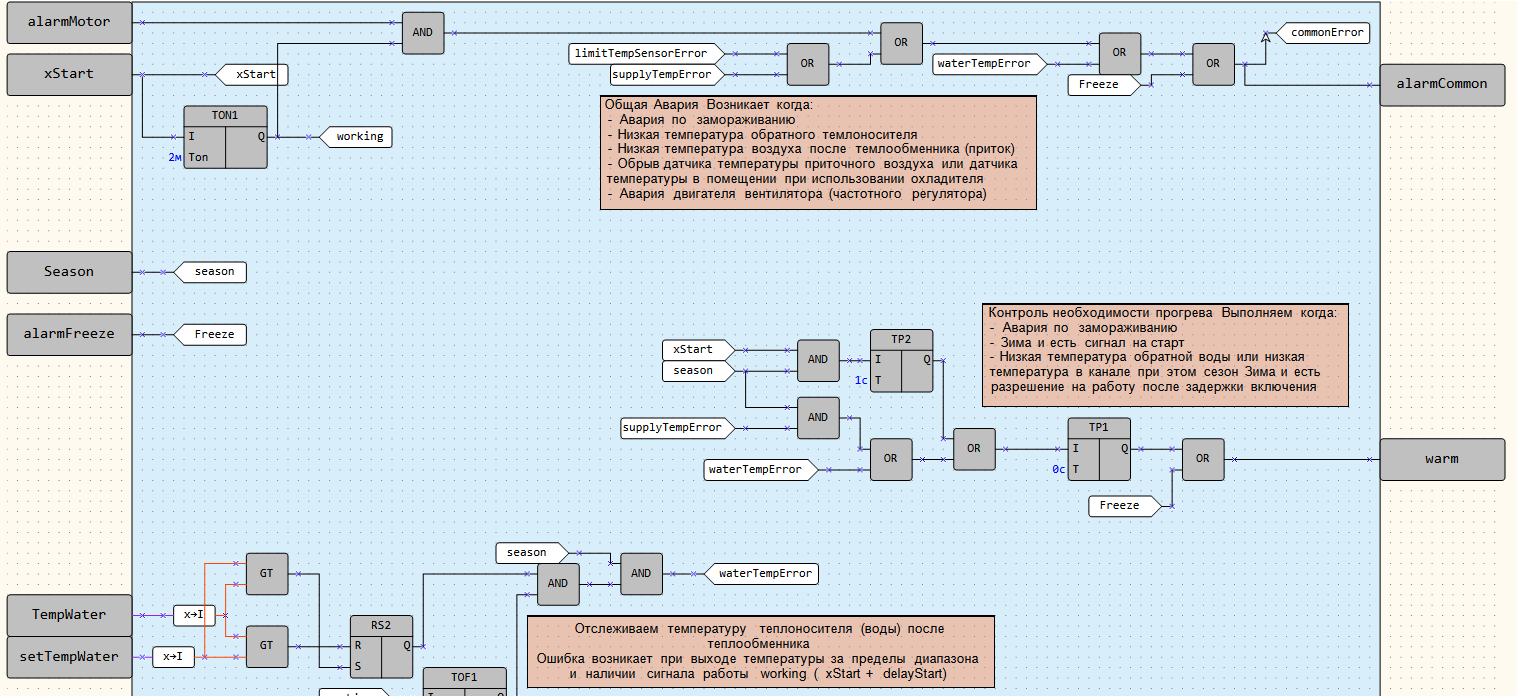 alarmMotor
AND
OR
commonError
xStart
xStart
limitTempSensorError
supplyTempError
OR
waterTempError
OR
Freeze
OR
alarmCommon
TON1
I
Q
2м
Ton
working
Общая Авария Возникает когда:
- Авария по замораживанию
- Низкая температура обратного темлоносителя
- Низкая температура воздуха после темлообменника (приток)
- Обрыв датчика температуры приточного воздуха или датчика
температуры в помещении при использовании охладителя
- Авария двигателя вентилятора (частотного регулятора)
Season
season
alarmFreeze
Freeze
Контроль необходимости прогрева Выполняем когда:
- Авария по замораживанию
- Зима и есть сигнал на старт
- Низкая температура обратной воды или низкая
температура в канале при этом сезон Зима и есть
разрешение на работу после задержки включения
xStart
season
AND
TP2
I
Q
1с
T
supplyTempError
AND
waterTempError
OR
OR
TP1
I
Q
0с
T
OR
Freeze
warm
season
GT
AND
AND
waterTempError
TempWater
x→I
setTempWater
x→I
GT
RS2
R
Q
S
TOF1
Отслеживаем температуру теплоносителя (воды) после
теплообменника
Ошибка возникает при выходе температуры за пределы диапазона
и наличии сигнала работы working ( xStart + delayStart)